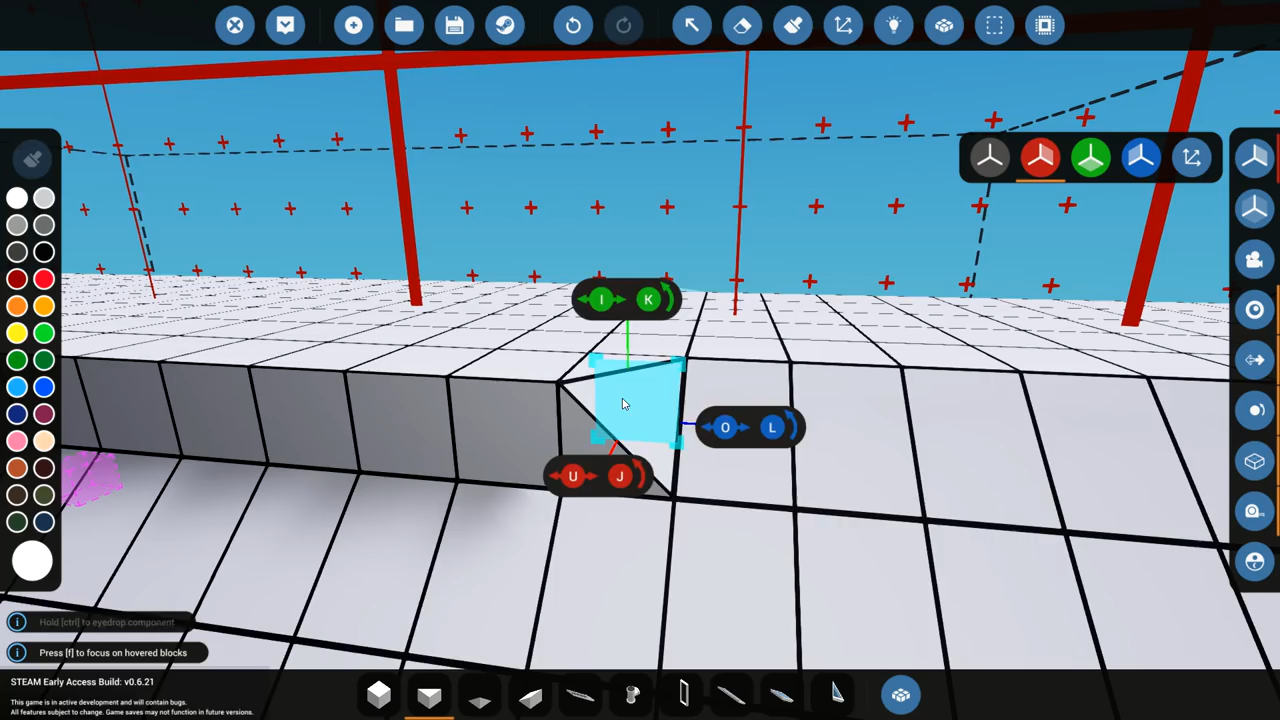 I K
O L
U J
Hold [ctrl] to eyedrop component
Press [f] to focus on hovered blocks
STEAM Early Access Build: v0.6.21
This game is in active development and will contain bugs.
All features subject to change. Game saves may not function in future versions.